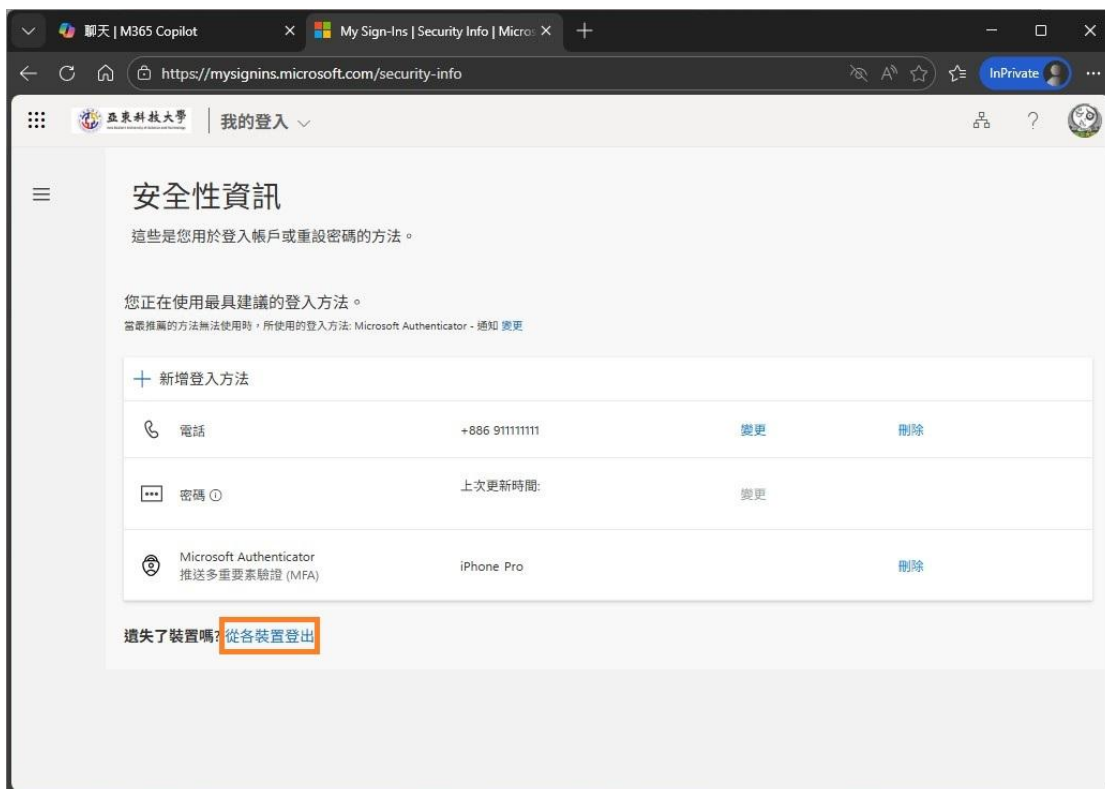 聊天 | M365 Copilot
My Sign-Ins | Security Info | Micros
https://mysignins.microsoft.com/security-info
InPrivate
亞東科技大學
我的登入
安全性資訊
這些是您用於登入帳戶或重設密碼的方法。
您正在使用最具建議的登入方法。
當最推薦的方法無法使用時，所使用的登入方法: Microsoft Authenticator - 通知 變更
新增登入方法
電話 +886 911111111 變更 刪除
密碼 上次更新時間: 變更
Microsoft Authenticator
推送多重要素驗證 (MFA) iPhone Pro 刪除
遺失了裝置嗎? 從各裝置登出